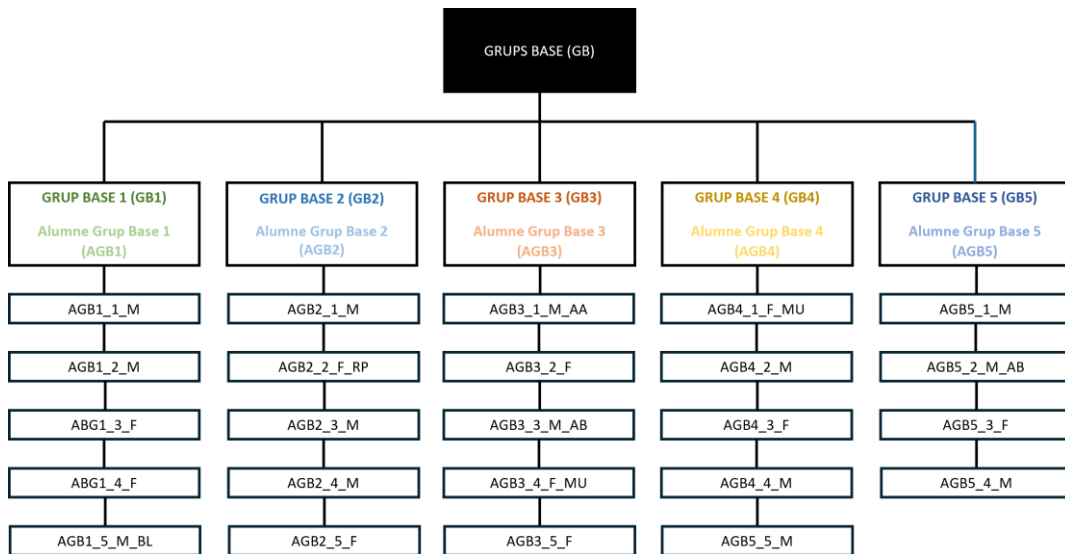 GRUPS BASE (GB)
GRUP BASE 1 (GB1)
Alumne Grup Base 1
(AGB1)
AGB1_1_M
AGB1_2_M
ABG1_3_F
ABG1_4_F
AGB1_5_M_BL
GRUP BASE 2 (GB2)
Alumne Grup Base 2
(AGB2)
AGB2_1_M
AGB2_2_F_RP
AGB2_3_M
AGB2_4_M
AGB2_5_F
GRUP BASE 3 (GB3)
Alumne Grup Base 3
(AGB3)
AGB3_1_M_AA
AGB3_2_F
AGB3_3_M_AB
AGB3_4_F_MU
AGB3_5_F
GRUP BASE 4 (GB4)
Alumne Grup Base 4
(AGB4)
AGB4_1_F_MU
AGB4_2_M
AGB4_3_F
AGB4_4_M
AGB5_5_M
GRUP BASE 5 (GB5)
Alumne Grup Base 5
(AGB5)
AGB5_1_M
AGB5_2_M_AB
AGB5_3_F
AGB5_4_M